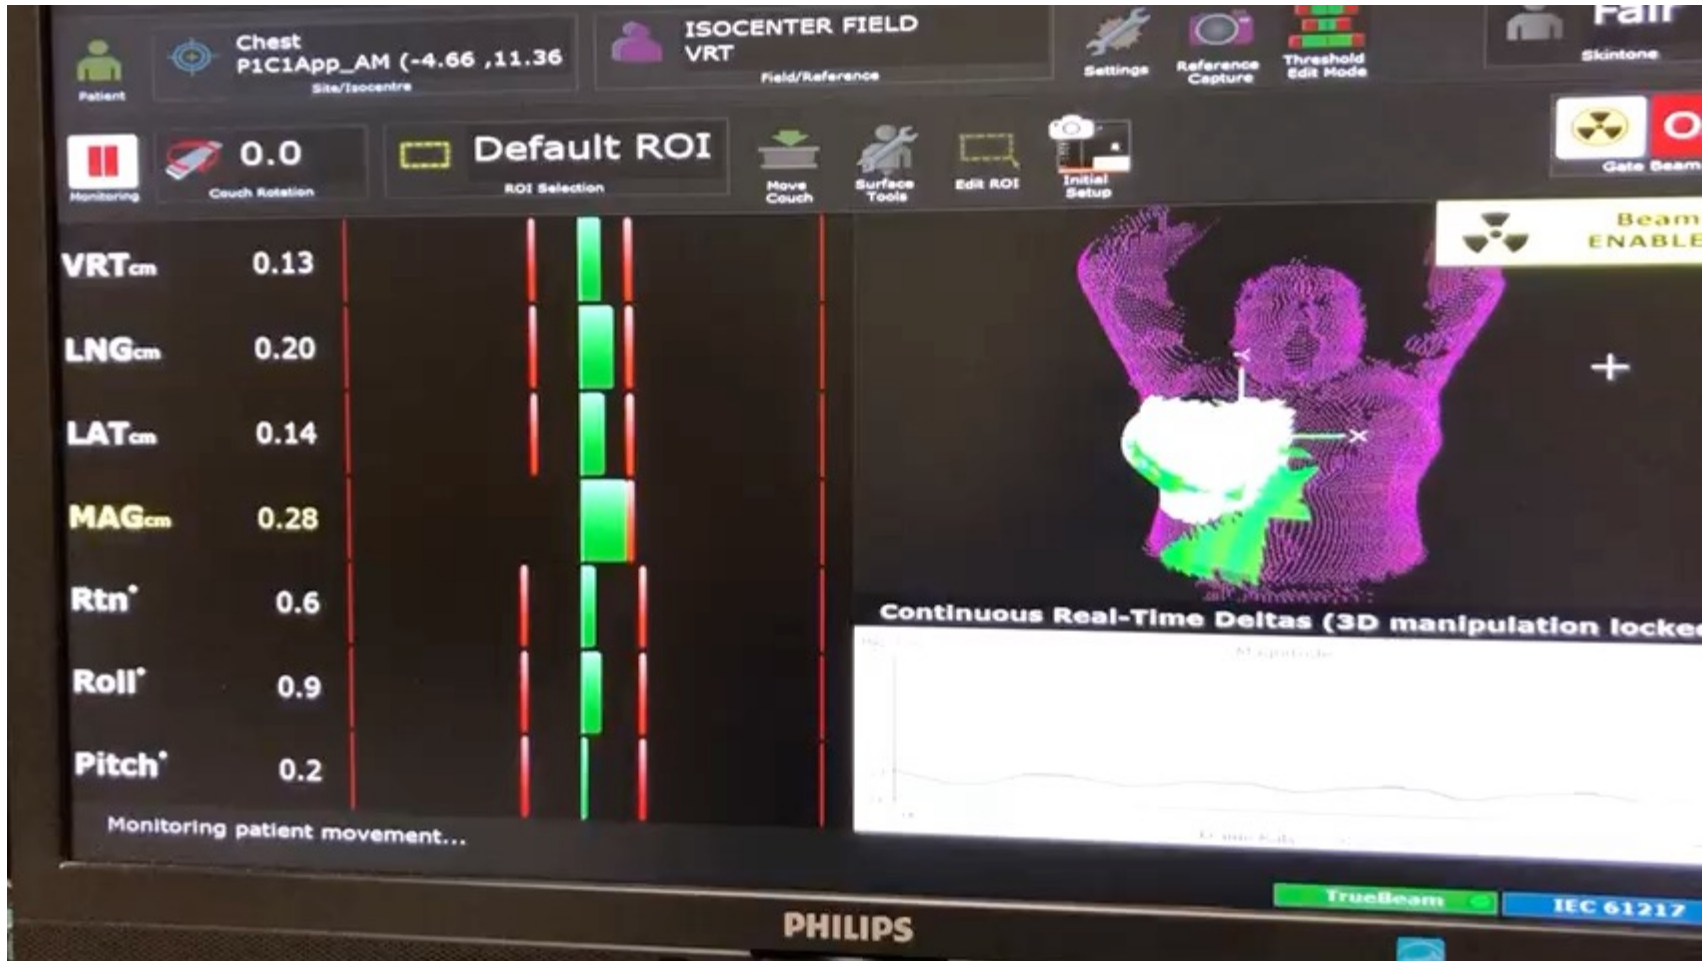 Chest
P1C1App_AM (-4.66 ,11.36
Site/Isocentre
Patient
ISOCENTER FIELD
VRT
Field/Reference
Settings
Reference
Capture
Threshold
Edit Mode
Fair
Skintone
Monitoring
0.0
Couch Rotation
Default ROI
ROI Selection
Move
Couch
Surface
Tools
Edit ROI
Initial
Setup
Gate Beam
Beam
ENABLE
VRTcm 0.13
LNGcm 0.20
LATcm 0.14
MAGcm 0.28
Rtn° 0.6
Roll° 0.9
Pitch° 0.2
Y
X
Monitoring patient movement...
Continuous Real-Time Deltas (3D manipulation locke
Magnitude
TrueBeam
IEC 61217
PHILIPS